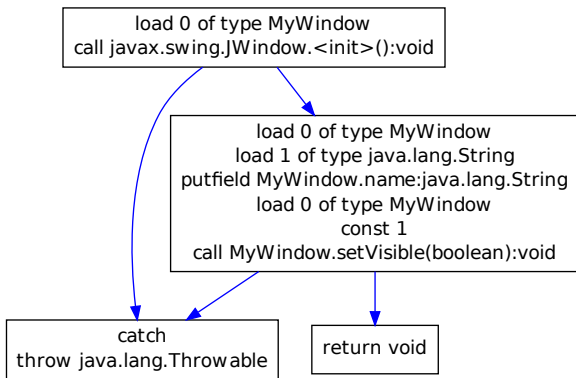 load 0 of type MyWindow
call javax.swing.JWindow.<init>():void
load 0 of type MyWindow
load 1 of type java.lang.String
putfield MyWindow.name:java.lang.String
load 0 of type MyWindow
const 1
call MyWindow.setVisible(boolean):void
catch
throw java.lang.Throwable
return void